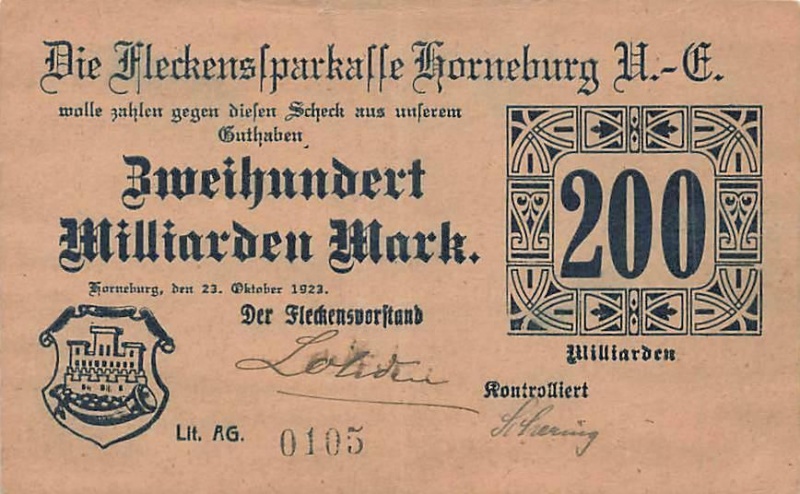 Die Fleckenssparkasse Horneburg U.-E.
wolle zahlen gegen diesen Scheck aus unserem
Guthaben
Zweihundert
Milliarden Mark.
Horneburg, den 23. Oktober 1923.
Der Fleckensvorstand
200
Milliarden
Kontrolliert
Lit. AG. 0105